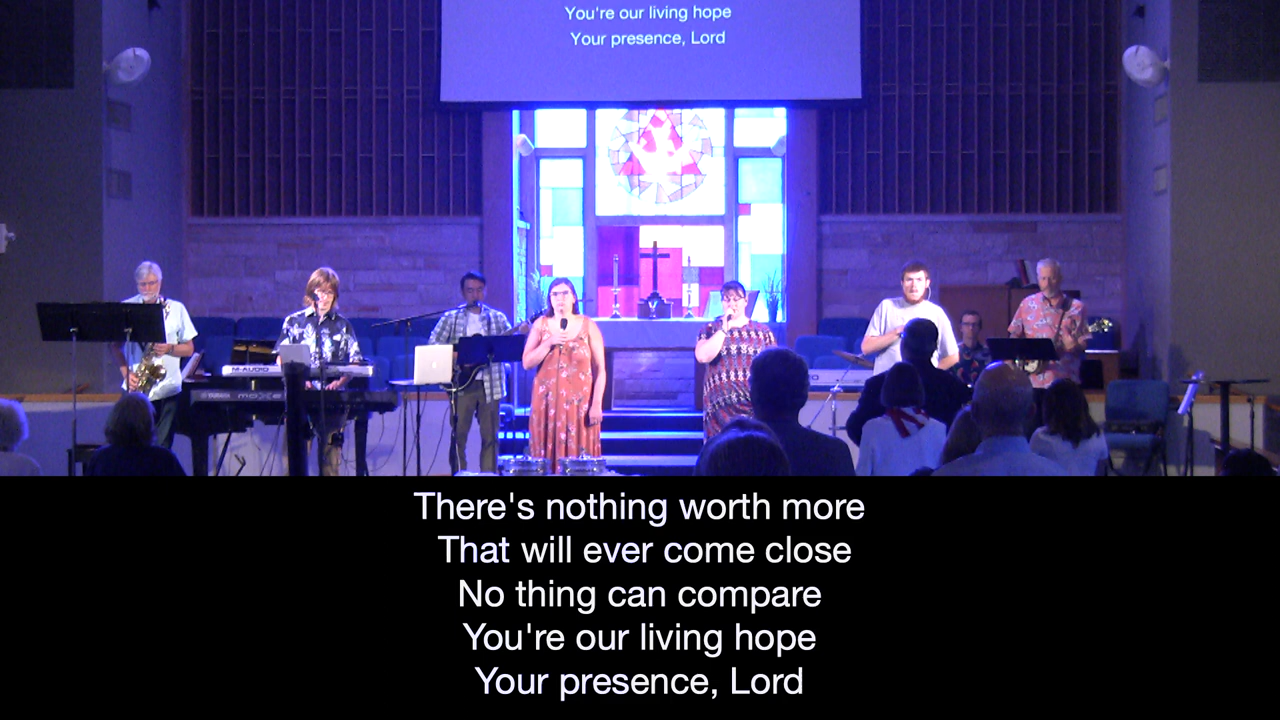 You're our living hope
Your presence, Lord
M-AUDIO
YAMAHA MOXF8
There's nothing worth more
That will ever come close
No thing can compare
You're our living hope
Your presence, Lord